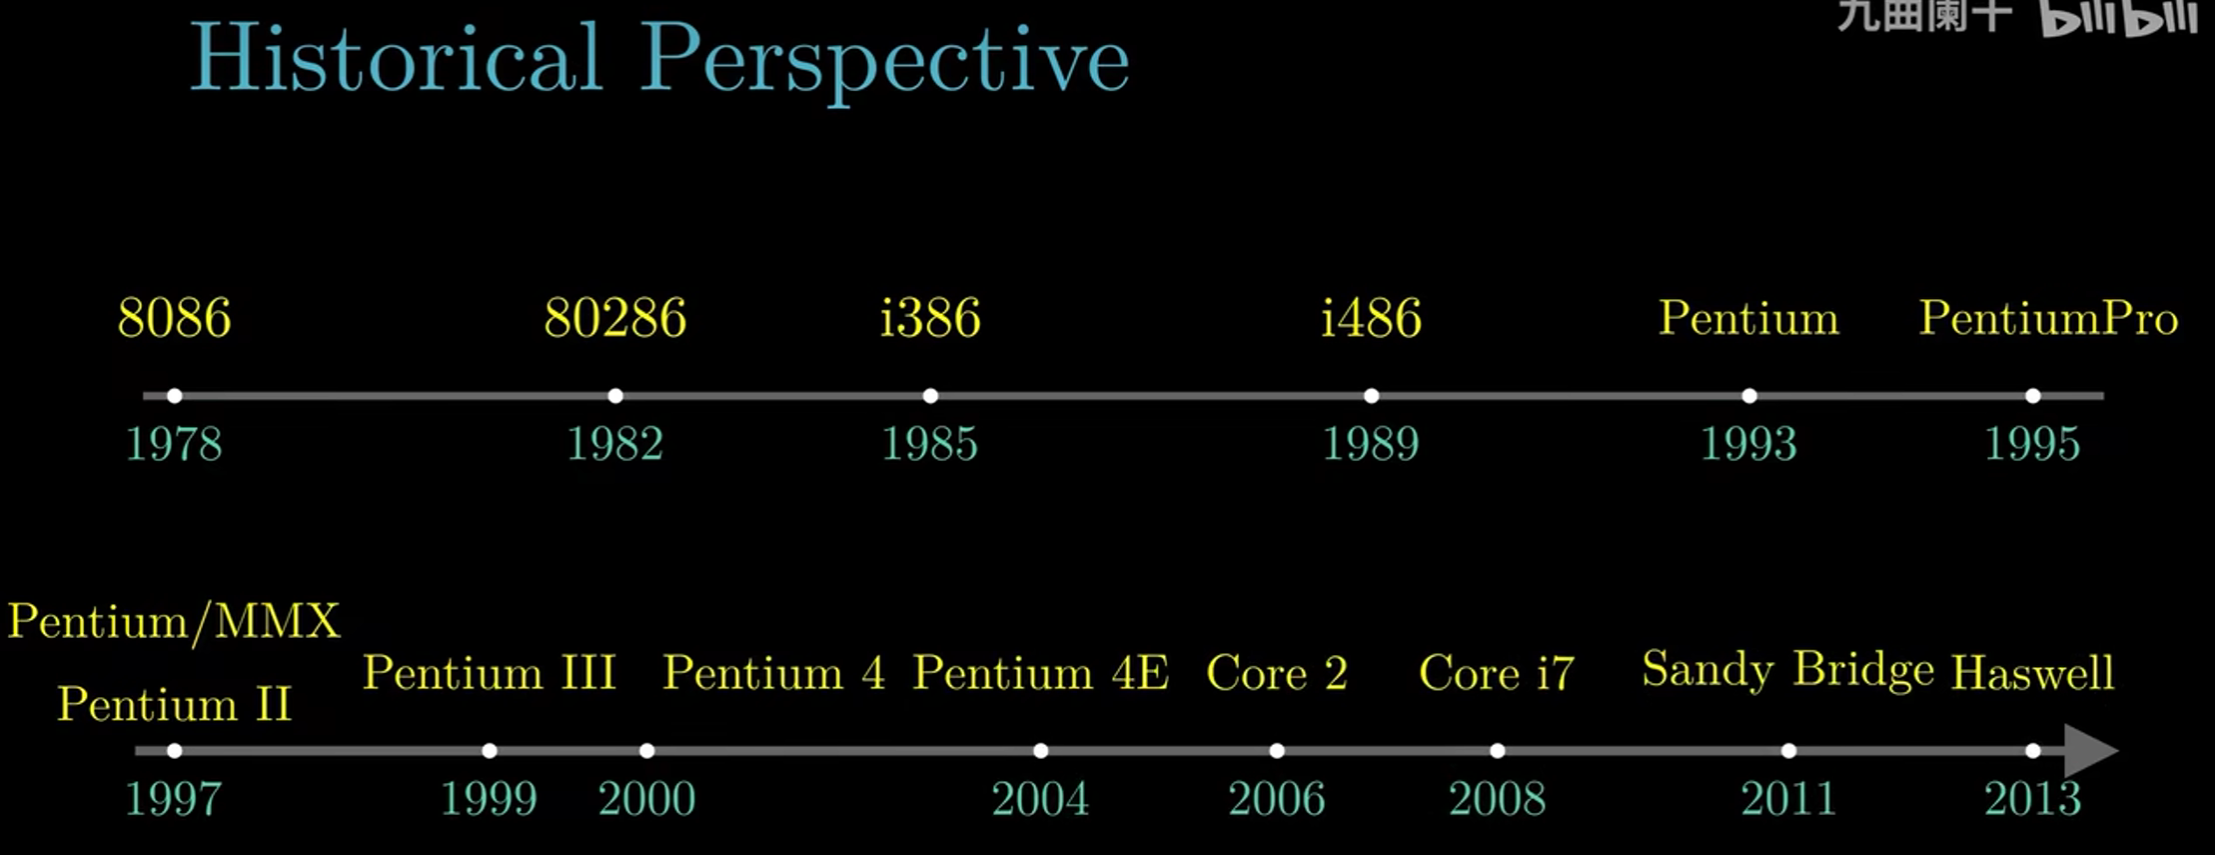 九曲阑干 bilibili
Historical Perspective
8086 80286 i386 i486 Pentium PentiumPro
1978 1982 1985 1989 1993 1995
Pentium/MMX
Pentium II Pentium III Pentium 4 Pentium 4E Core 2 Core i7 Sandy Bridge Haswell
1997 1999 2000 2004 2006 2008 2011 2013